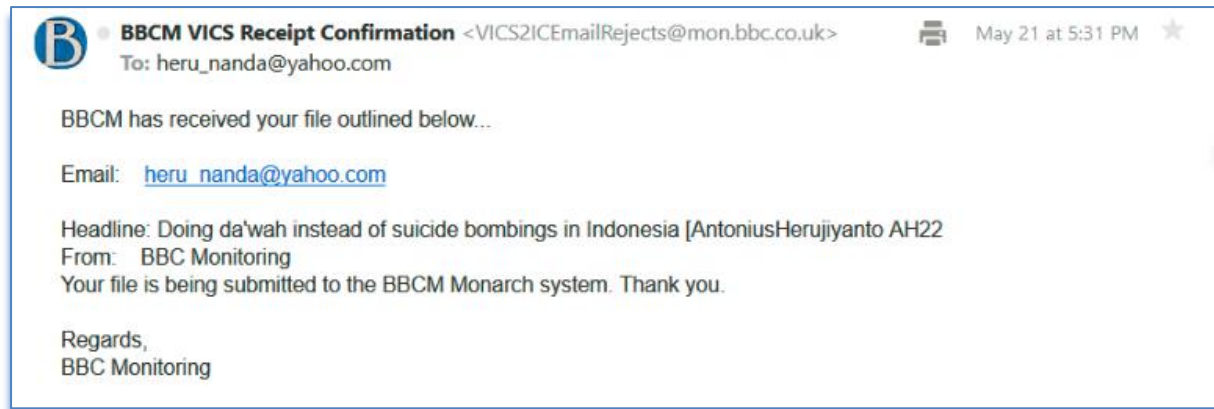 B
BBCM VICS Receipt Confirmation <VICS2ICEmailRejects@mon.bbc.co.uk> May 21 at 5:31 PM
To: heru_nanda@yahoo.com
BBCM has received your file outlined below...
Email: heru_nanda@yahoo.com
Headline: Doing da'wah instead of suicide bombings in Indonesia [AntoniusHerujiyanto AH22
From: BBC Monitoring
Your file is being submitted to the BBCM Monarch system. Thank you.
Regards,
BBC Monitoring